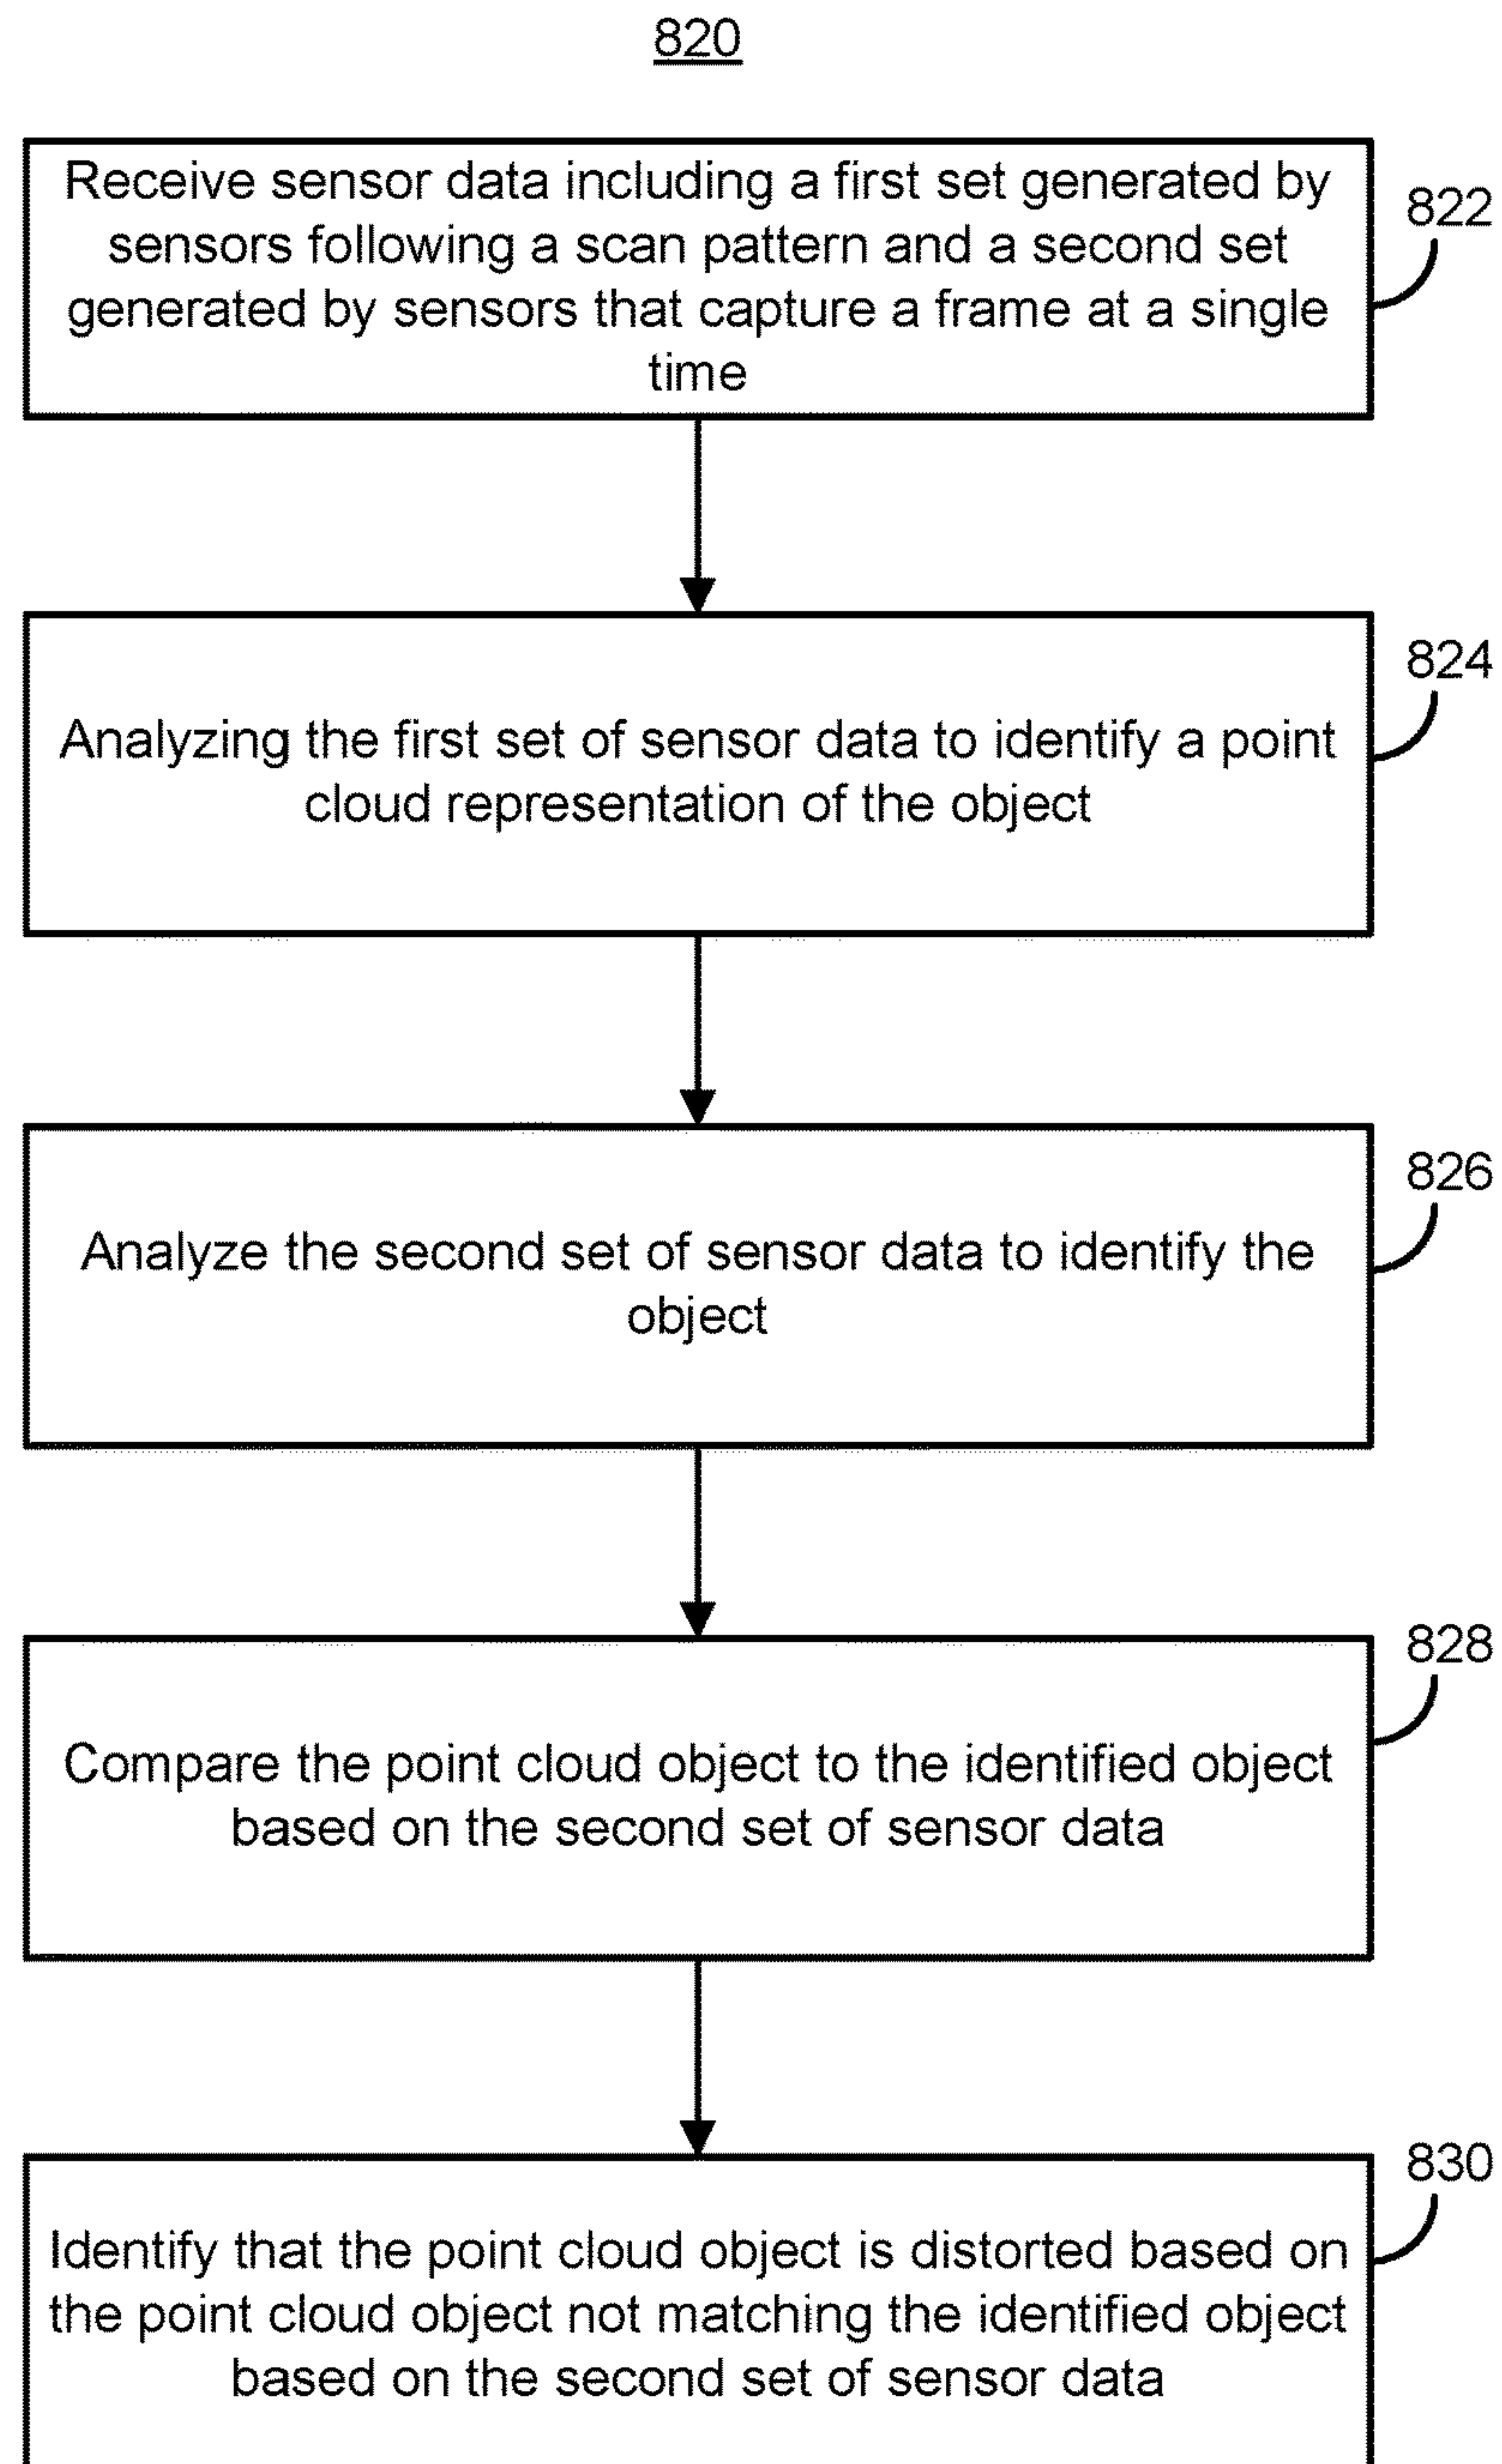 820
Receive sensor data including a first set generated by
sensors following a scan pattern and a second set
generated by sensors that capture a frame at a single
time
822
Analyzing the first set of sensor data to identify a point
cloud representation of the object
824
Analyze the second set of sensor data to identify the
object
826
Compare the point cloud object to the identified object
based on the second set of sensor data
828
Identify that the point cloud object is distorted based on
the point cloud object not matching the identified object
based on the second set of sensor data
830